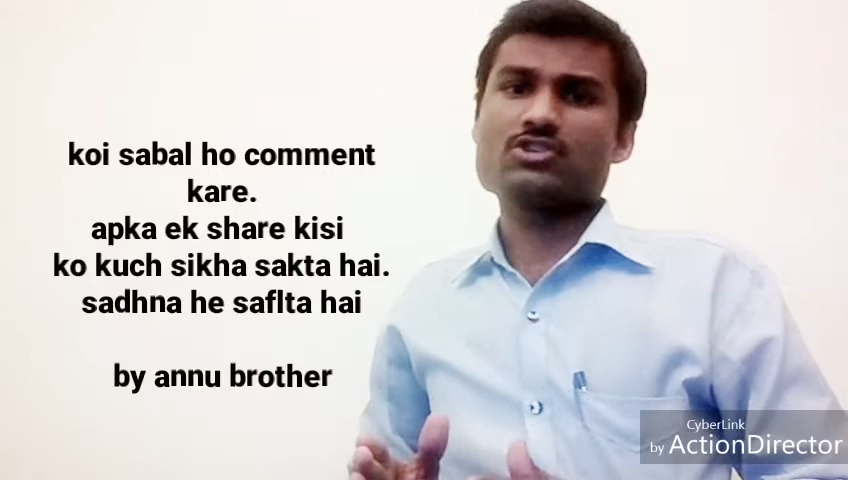 koi sabal ho comment
kare.
apka ek share kisi
ko kuch sikha sakta hai.
sadhna he saflta hai
by annu brother
CyberLink
by ActionDirector